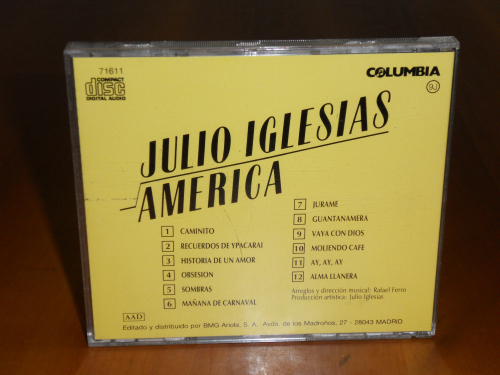 71611
COMPACT
disc
DIGITAL AUDIO
COLUMBIA
93
JULIO IGLESIAS
AMERICA
1 CAMINITO
2 RECUERDOS DE YPACARAI
3 HISTORIA DE UN AMOR
4 OBSESION
5 SOMBRAS
6 MAÑANA DE CARNAVAL
7 JURAME
8 GUANTANAMERA
9 VAYA CON DIOS
10 MOLIENDO CAFE
11 AY, AY, AY
12 ALMA LLANERA
Arreglos y dirección musical: Rafael Ferro
Producción artística: Julio Iglesias
AAD
Editado y distribuido por BMG Ariola, S. A. Avda. de los Madroños, 27 - 28043 MADRID